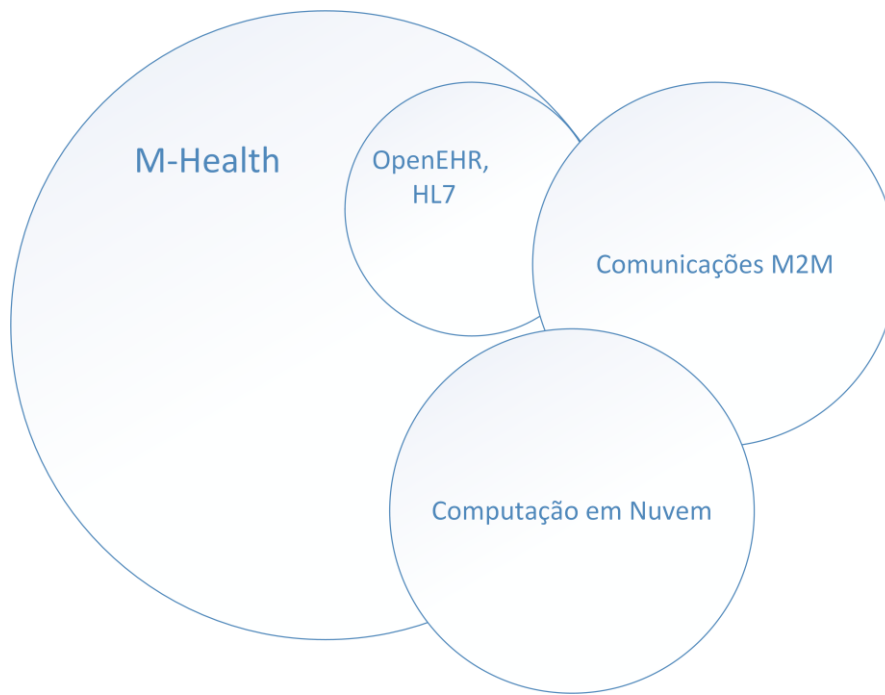 M-Health
OpenEHR,
HL7
Comunicações M2M
Computação em Nuvem